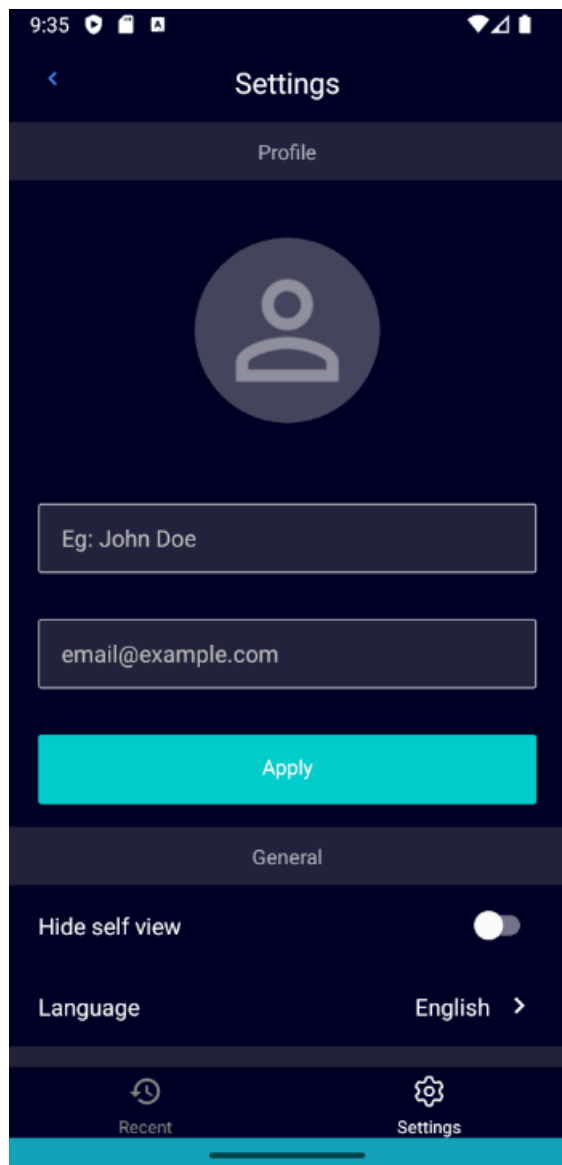 9:35
Settings
Profile
Eg: John Doe
email@example.com
Apply
General
Hide self view
Language English
Recent Settings